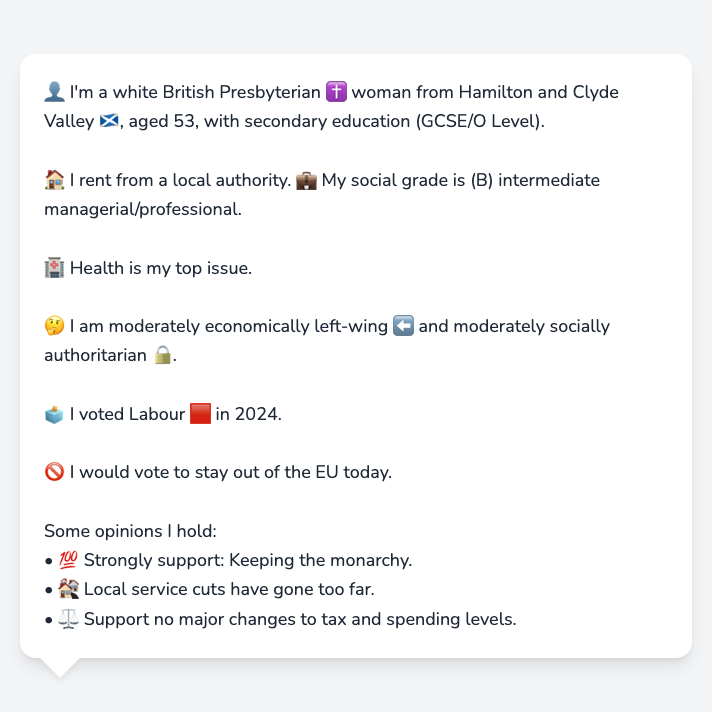 👤 I'm a white British Presbyterian ✝️ woman from Hamilton and Clyde
Valley 🏴󠁧󠁢󠁳󠁣󠁴󠁿, aged 53, with secondary education (GCSE/O Level).
🏠 I rent from a local authority. 💼 My social grade is (B) intermediate
managerial/professional.
🏥 Health is my top issue.
🤔 I am moderately economically left-wing ⬅️ and moderately socially
authoritarian 🔒.
🗳️ I voted Labour 🟥 in 2024.
🚫 I would vote to stay out of the EU today.
Some opinions I hold:
• 💯 Strongly support: Keeping the monarchy.
• 🏚️ Local service cuts have gone too far.
• ⚖️ Support no major changes to tax and spending levels.